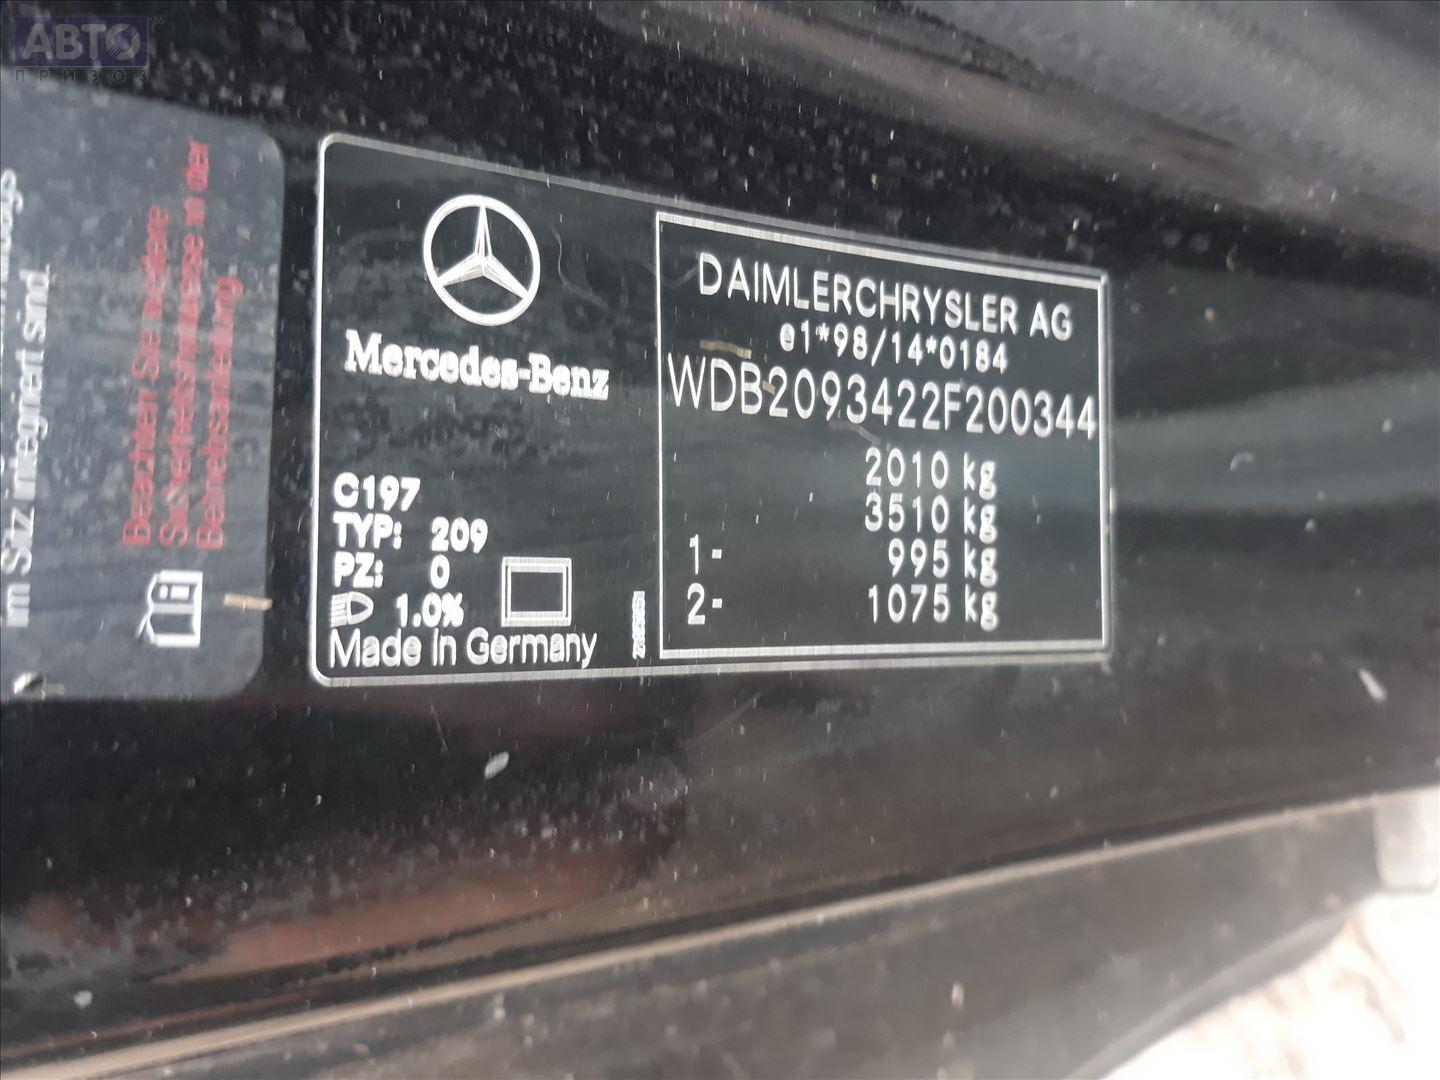 АВТО
ПРИВОЗ
im Sitz integriert sind.
Beachten Sie weitere
Sicherheitshinweise in der
Betriebsanleitung.
Mercedes-Benz
C197
TYP: 209
PZ: 0
1.0%
Made in Germany
DAIMLERCHRYSLER AG
e1*98/14*0184
WDB2093422F200344
2010 kg
3510 kg
1- 995 kg
2- 1075 kg